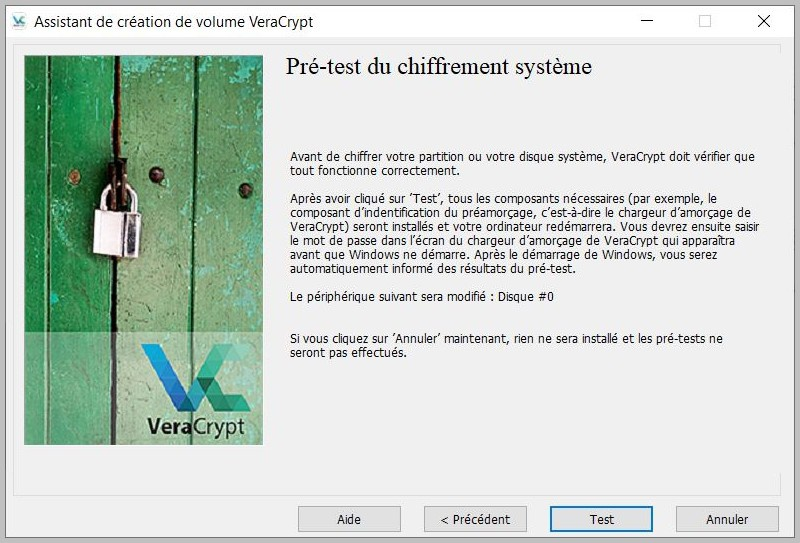 Assistant de création de volume VeraCrypt
Pré-test du chiffrement système
Avant de chiffrer votre partition ou votre disque système, VeraCrypt doit vérifier que
tout fonctionne correctement.
Après avoir cliqué sur ’Test’, tous les composants nécessaires (par exemple, le
composant d’indentification du préamorçage, c’est-à-dire le chargeur d’amorçage de
VeraCrypt) seront installés et votre ordinateur redémarrera. Vous devrez ensuite saisir
le mot de passe dans l’écran du chargeur d’amorçage de VeraCrypt qui apparaîtra
avant que Windows ne démarre. Après le démarrage de Windows, vous serez
automatiquement informé des résultats du pré-test.
Le périphérique suivant sera modifié : Disque #0
Si vous cliquez sur ’Annuler’ maintenant, rien ne sera installé et les pré-tests ne
seront pas effectués.
VeraCrypt
Aide
< Précédent
Test
Annuler